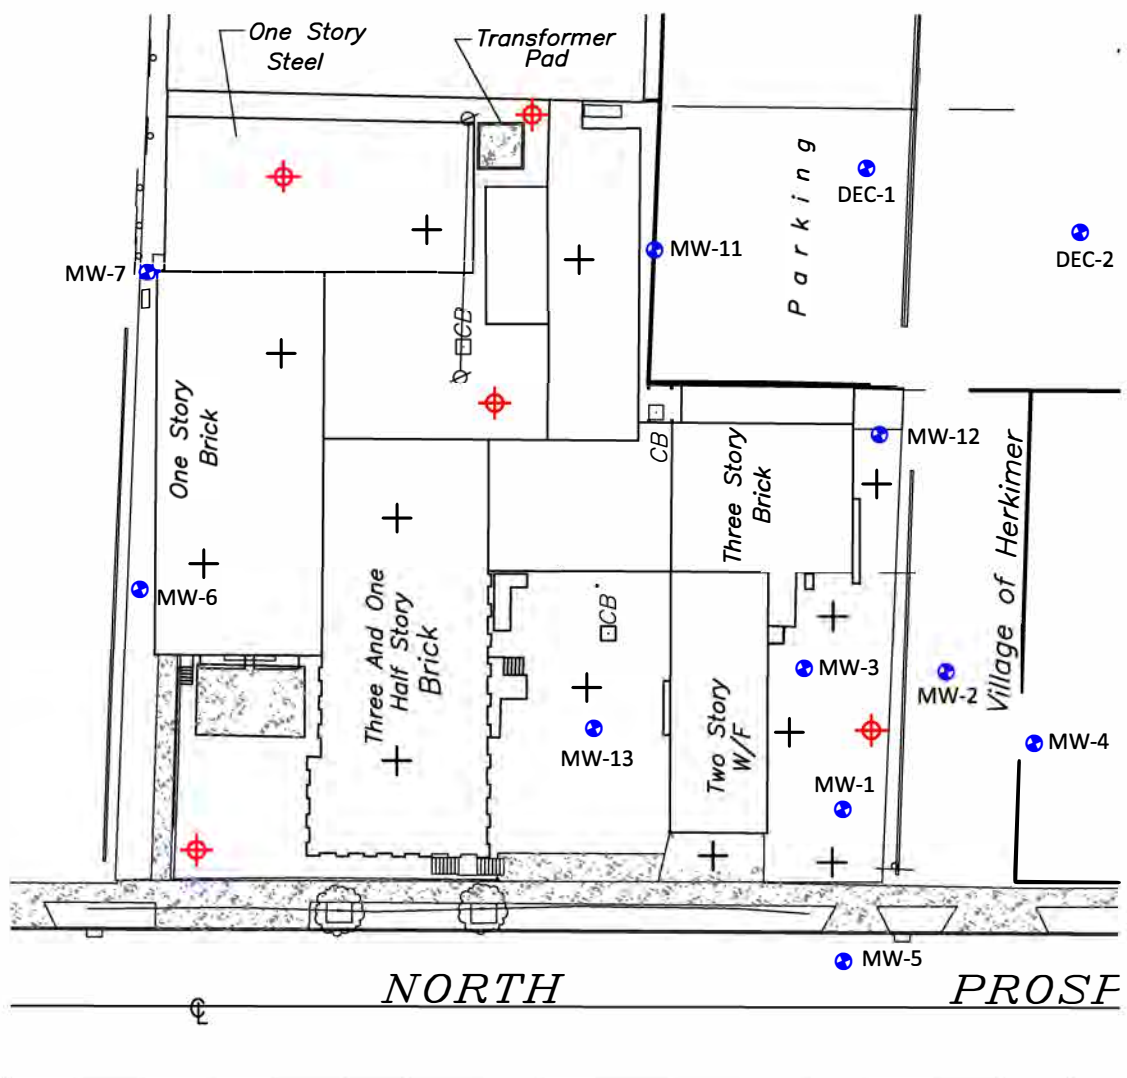 One Story
Steel
Transformer
Pad
Parking
DEC-1
DEC-2
MW-7
MW-11
CB
One Story
Brick
CB
Three Story
Brick
MW-12
Village of Herkimer
MW-6
Three And One
Half Story
Brick
CB
MW-3
MW-2
MW-13
Two Story
W/F
MW-4
MW-1
MW-5
NORTH
PROSP
℄